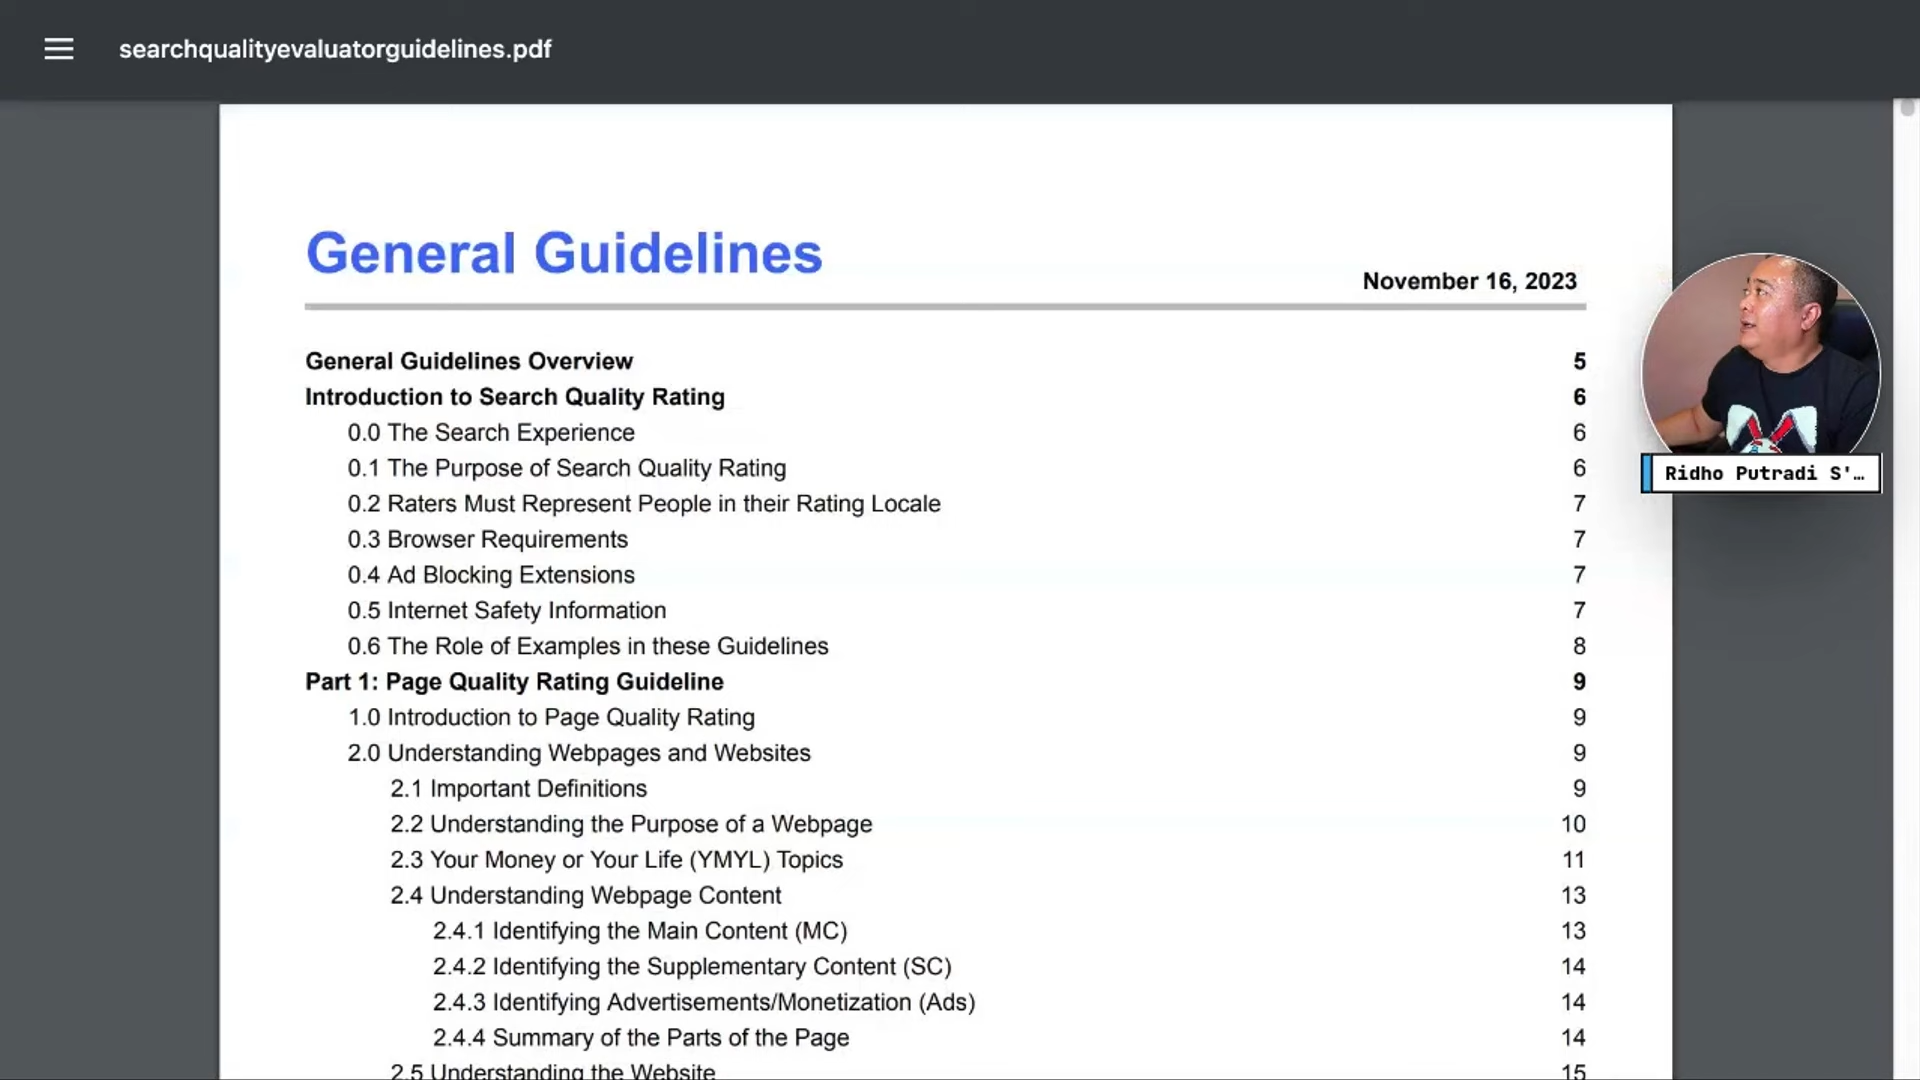 searchqualityevaluatorguidelines.pdf
General Guidelines
November 16, 2023
General Guidelines Overview 5
Introduction to Search Quality Rating 6
0.0 The Search Experience 6
0.1 The Purpose of Search Quality Rating 6
0.2 Raters Must Represent People in their Rating Locale 7
0.3 Browser Requirements 7
0.4 Ad Blocking Extensions 7
0.5 Internet Safety Information 7
0.6 The Role of Examples in these Guidelines 8
Part 1: Page Quality Rating Guideline 9
1.0 Introduction to Page Quality Rating 9
2.0 Understanding Webpages and Websites 9
2.1 Important Definitions 9
2.2 Understanding the Purpose of a Webpage 10
2.3 Your Money or Your Life (YMYL) Topics 11
2.4 Understanding Webpage Content 13
2.4.1 Identifying the Main Content (MC) 13
2.4.2 Identifying the Supplementary Content (SC) 14
2.4.3 Identifying Advertisements/Monetization (Ads) 14
2.4.4 Summary of the Parts of the Page 14
2.5 Understanding the Website 15
Ridho Putradi S'…